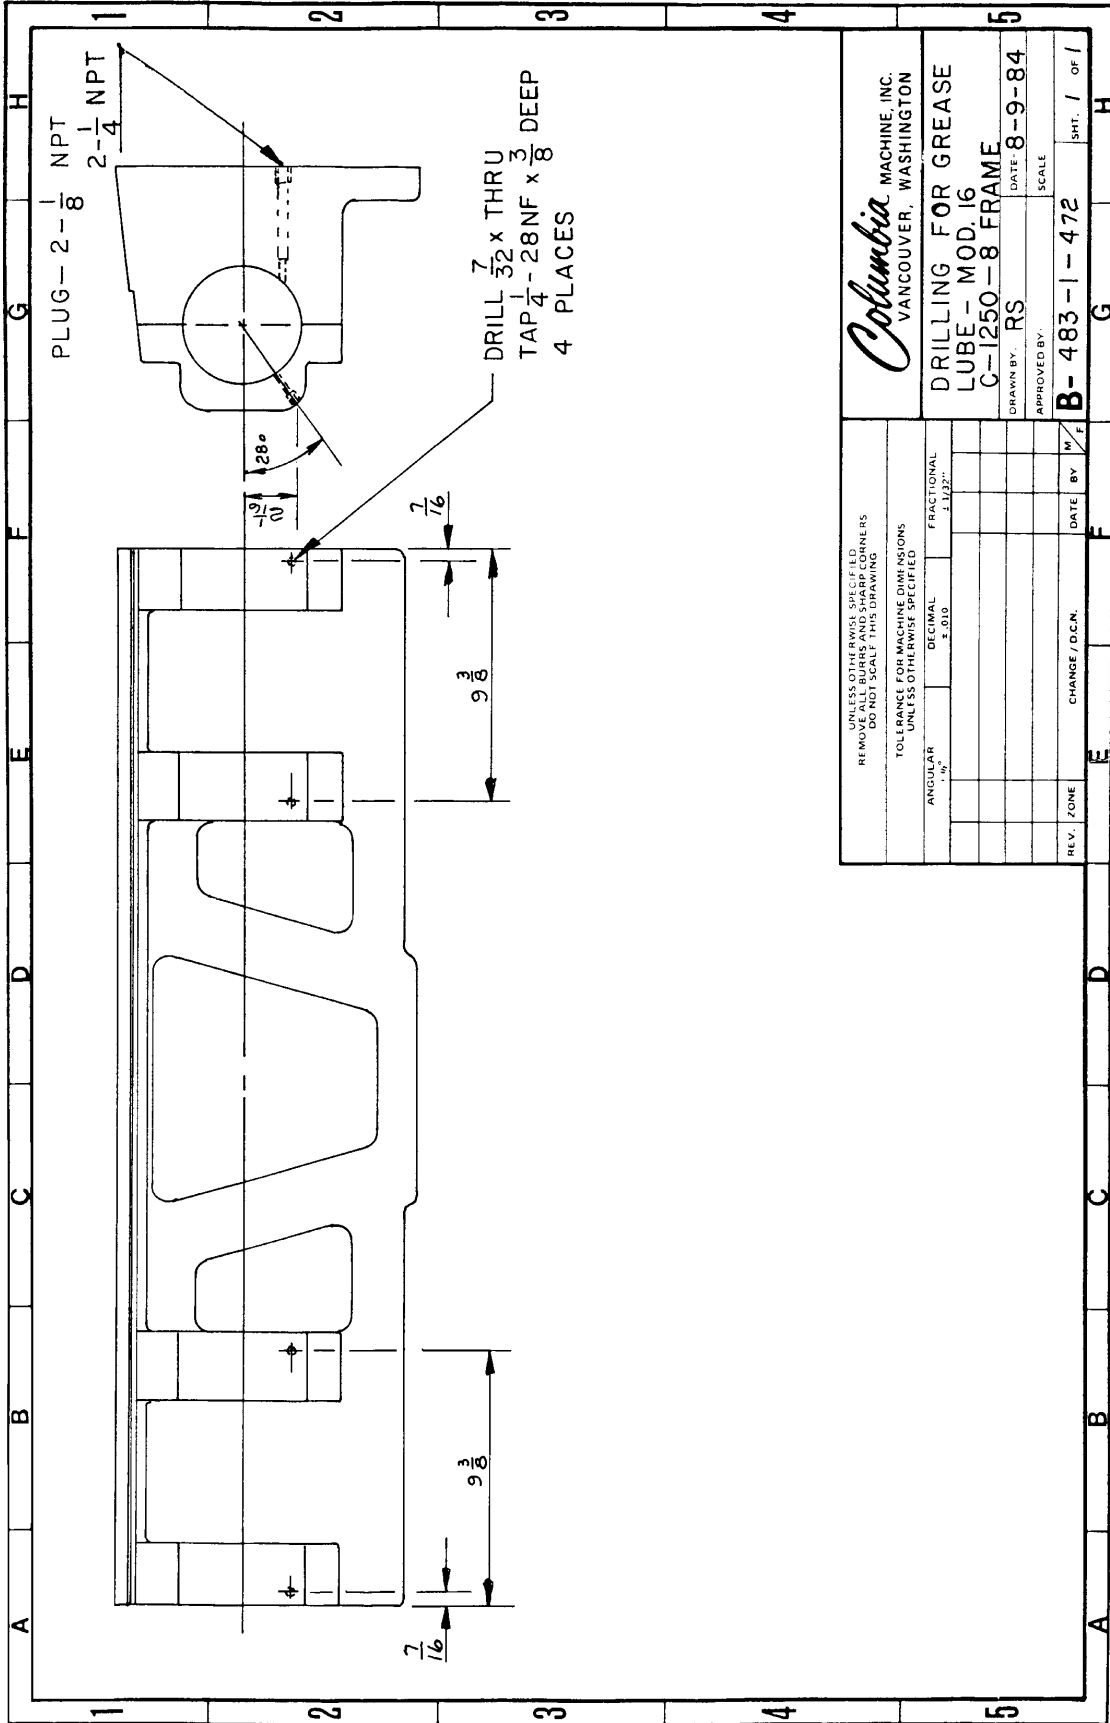 A B C D E F G H
1
2
3
4
5
1
2
3
4
5
PLUG-2-1/8 NPT
2-1/4 NPT
28°
DRILL 7/32 x THRU
TAP 1/4-28NF x 3/8 DEEP
4 PLACES
7/16
9 3/8
9 3/8
7/16
UNLESS OTHERWISE SPECIFIED
REMOVE ALL BURRS AND SHARP CORNERS
DO NOT SCALE THIS DRAWING
TOLERANCE FOR MACHINE DIMENSIONS
UNLESS OTHERWISE SPECIFIED
ANGULAR DECIMAL FRACTIONAL
± .010 ± 1/32"
REV. ZONE CHANGE / D.C.N. DATE BY M/F
Columbia MACHINE, INC.
VANCOUVER, WASHINGTON
DRILLING FOR GREASE
LUBE-MOD. 16
C-1250-8 FRAME
DRAWN BY. RS DATE-8-9-84
APPROVED BY. SCALE
B-483-1-472 SHT. 1 OF 1
A B C D E F G H